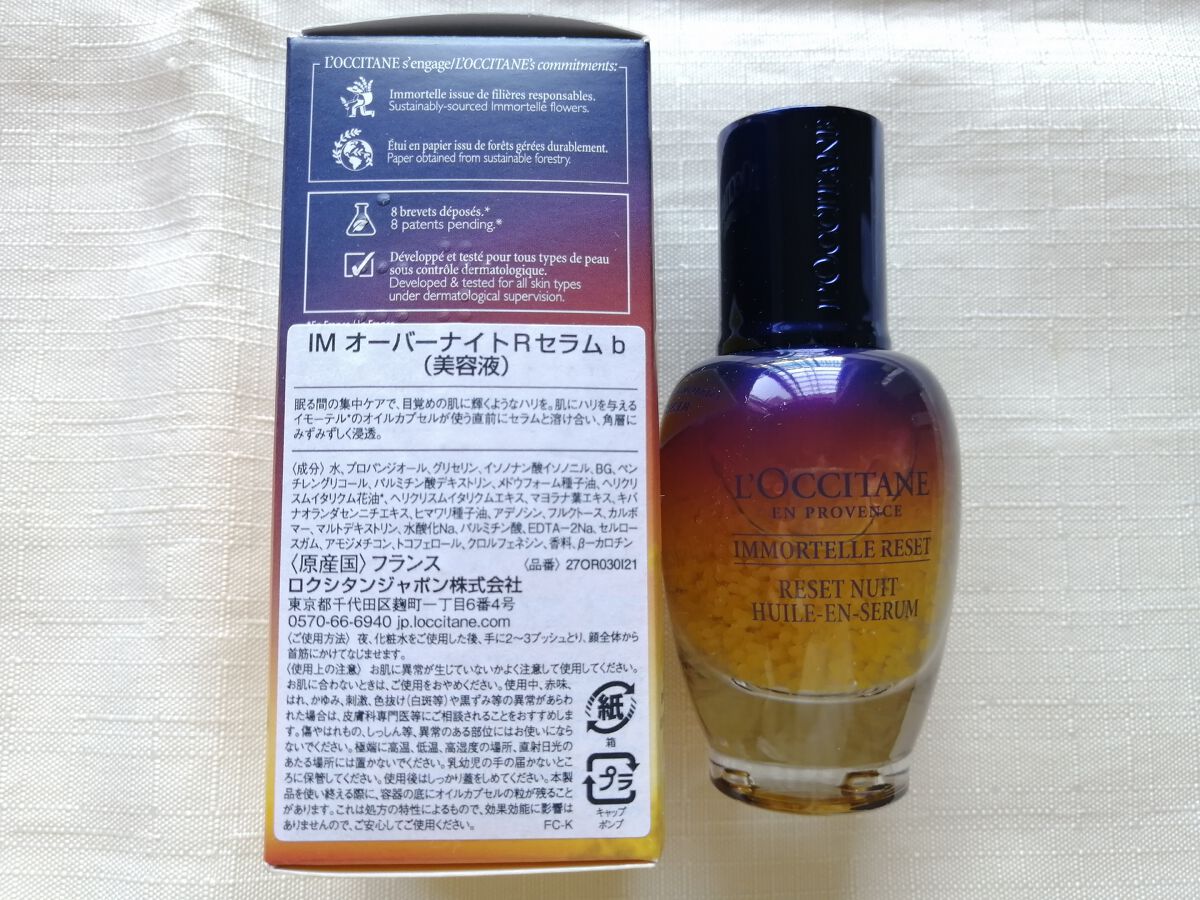 L'OCCITANE s'engage/L'OCCITANE's commitments:
Immortelle issue de filières responsables.
Sustainably-sourced Immortelle flowers.
Étui en papier issu de forêts gérées durablement.
Paper obtained from sustainable forestry.
8 brevets déposés.*
8 patents pending.*
Développé et testé pour tous types de peau
sous contrôle dermatologique.
Developed & tested for all skin types
under dermatological supervision.
IM オーバーナイトRセラム b
(美容液)
眠る間の集中ケアで、目覚めの肌に輝くようなハリを。肌にハリを与える
イモーテル*のオイルカプセルが使う直前にセラムと溶け合い、角層に
みずみずしく浸透。
〈成分〉水、プロパンジオール、グリセリン、イソノナン酸イソノニル、BG、ペン
チレングリコール、パルミチン酸デキストリン、メドウフォーム種子油、ヘリクリ
スムイタリクム花油*、ヘリクリスムイタリクムエキス、マヨラナ葉エキス、キバ
ナオランダセンニチエキス、ヒマワリ種子油、アデノシン、フルクトース、カルボ
マー、マルトデキストリン、水酸化Na、パルミチン酸、EDTA-2Na、セルロー
スガム、アモジメチコン、トコフェロール、クロルフェネシン、香料、β-カロチン
〈原産国〉フランス 〈品番〉27OR030I21
ロクシタンジャポン株式会社
東京都千代田区麹町一丁目6番4号
0570-66-6940 jp.loccitane.com
〈ご使用方法〉夜、化粧水をご使用した後、手に2〜3プッシュとり、顔全体から
首筋にかけてなじませます。
〈使用上の注意〉お肌に異常が生じていないかよく注意して使用してください。
お肌に合わないときは、ご使用をおやめください。使用中、赤味、
はれ、かゆみ、刺激、色抜け(白斑等)や黒ずみ等の異常があらわ
れた場合は、皮膚科専門医等にご相談されることをおすすめしま
す。傷やはれもの、しっしん等、異常のある部位にはお使いになら
ないでください。極端に高温、低温、高湿度の場所、直射日光の
あたる場所には置かないでください。乳幼児の手の届かないとこ
ろに保管してください。使用後はしっかり蓋をしめてください。本製
品を使い終える際に、容器の底にオイルカプセルの粒が残ること
があります。これは処方の特性によるもので、効果効能に影響は
ありませんので、ご安心してご使用ください。 FC-K
紙
箱
プラ
キャップ
ポンプ
L'OCCITANE
L'OCCITANE
EN PROVENCE
IMMORTELLE RESET
RESET NUIT
HUILE-EN-SERUM